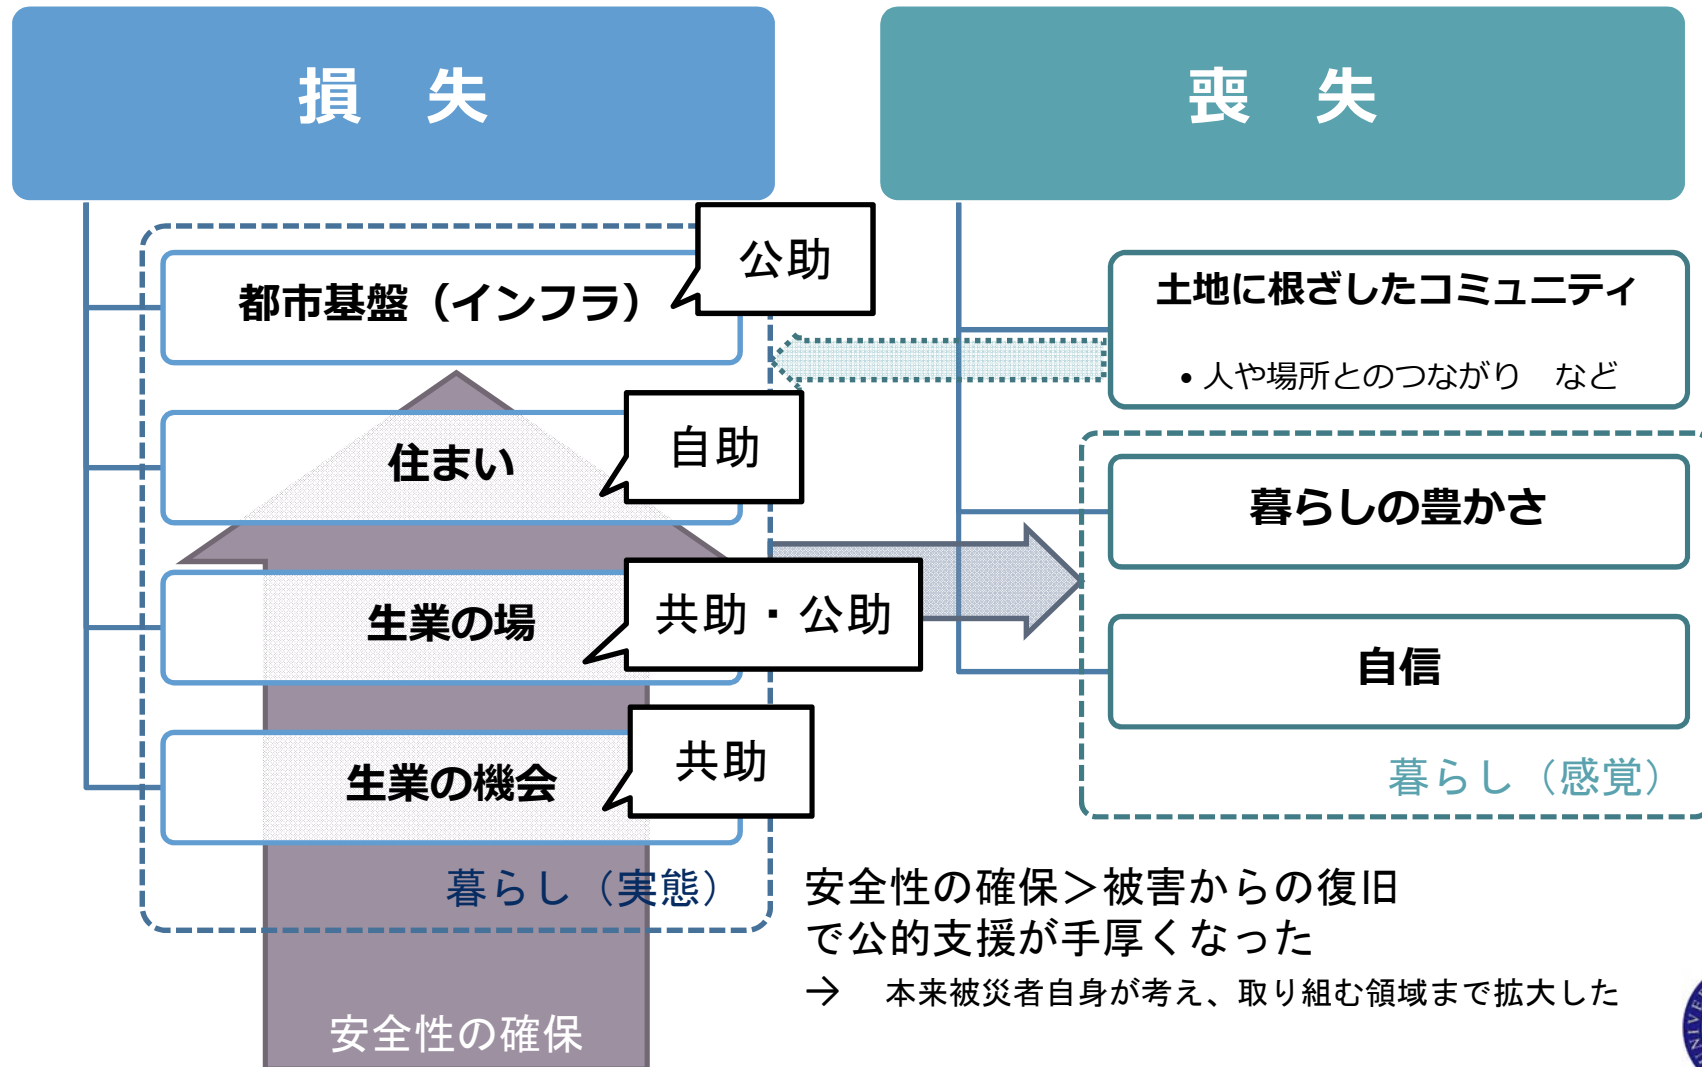 損　失
喪　失
公助
都市基盤（インフラ）
自助
住まい
共助・公助
生業の場
共助
生業の機会
暮らし（実態）
安全性の確保
土地に根ざしたコミュニティ
• 人や場所とのつながり　など
暮らしの豊かさ
自信
暮らし（感覚）
安全性の確保＞被害からの復旧
で公的支援が手厚くなった
→　本来被災者自身が考え、取り組む領域まで拡大した